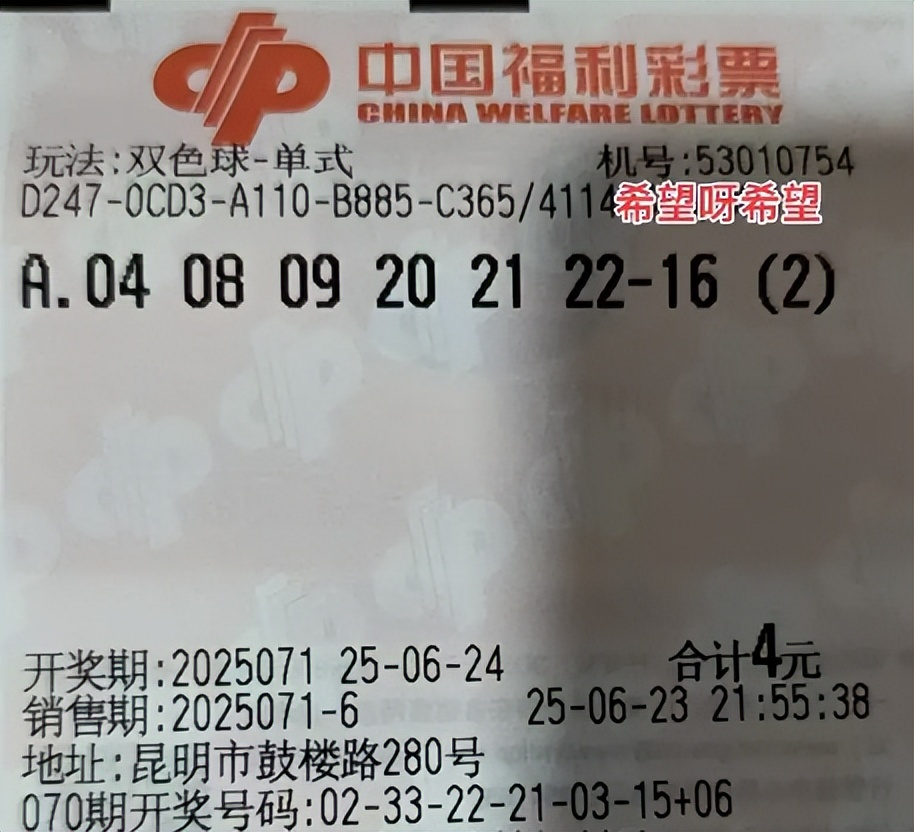 中国福利彩票
CHINA WELFARE LOTTERY
玩法:双色球-单式 机号:53010754
D247-0CD3-A110-B885-C365/4114 希望呀希望
A.04 08 09 20 21 22-16 (2)
开奖期:2025071 25-06-24 合计4元
销售期:2025071-6 25-06-23 21:55:38
地址:昆明市鼓楼路280号
070期开奖号码:02-33-22-21-03-15+06